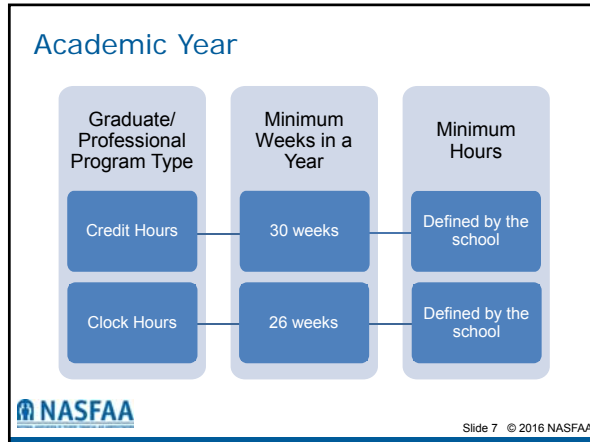 Academic Year
Graduate/
Professional
Program Type
Minimum
Weeks in a
Year
Minimum
Hours
Credit Hours
30 weeks
Defined by the
school
Clock Hours
26 weeks
Defined by the
school
NASFAA
Slide 7 © 2016 NASFAA